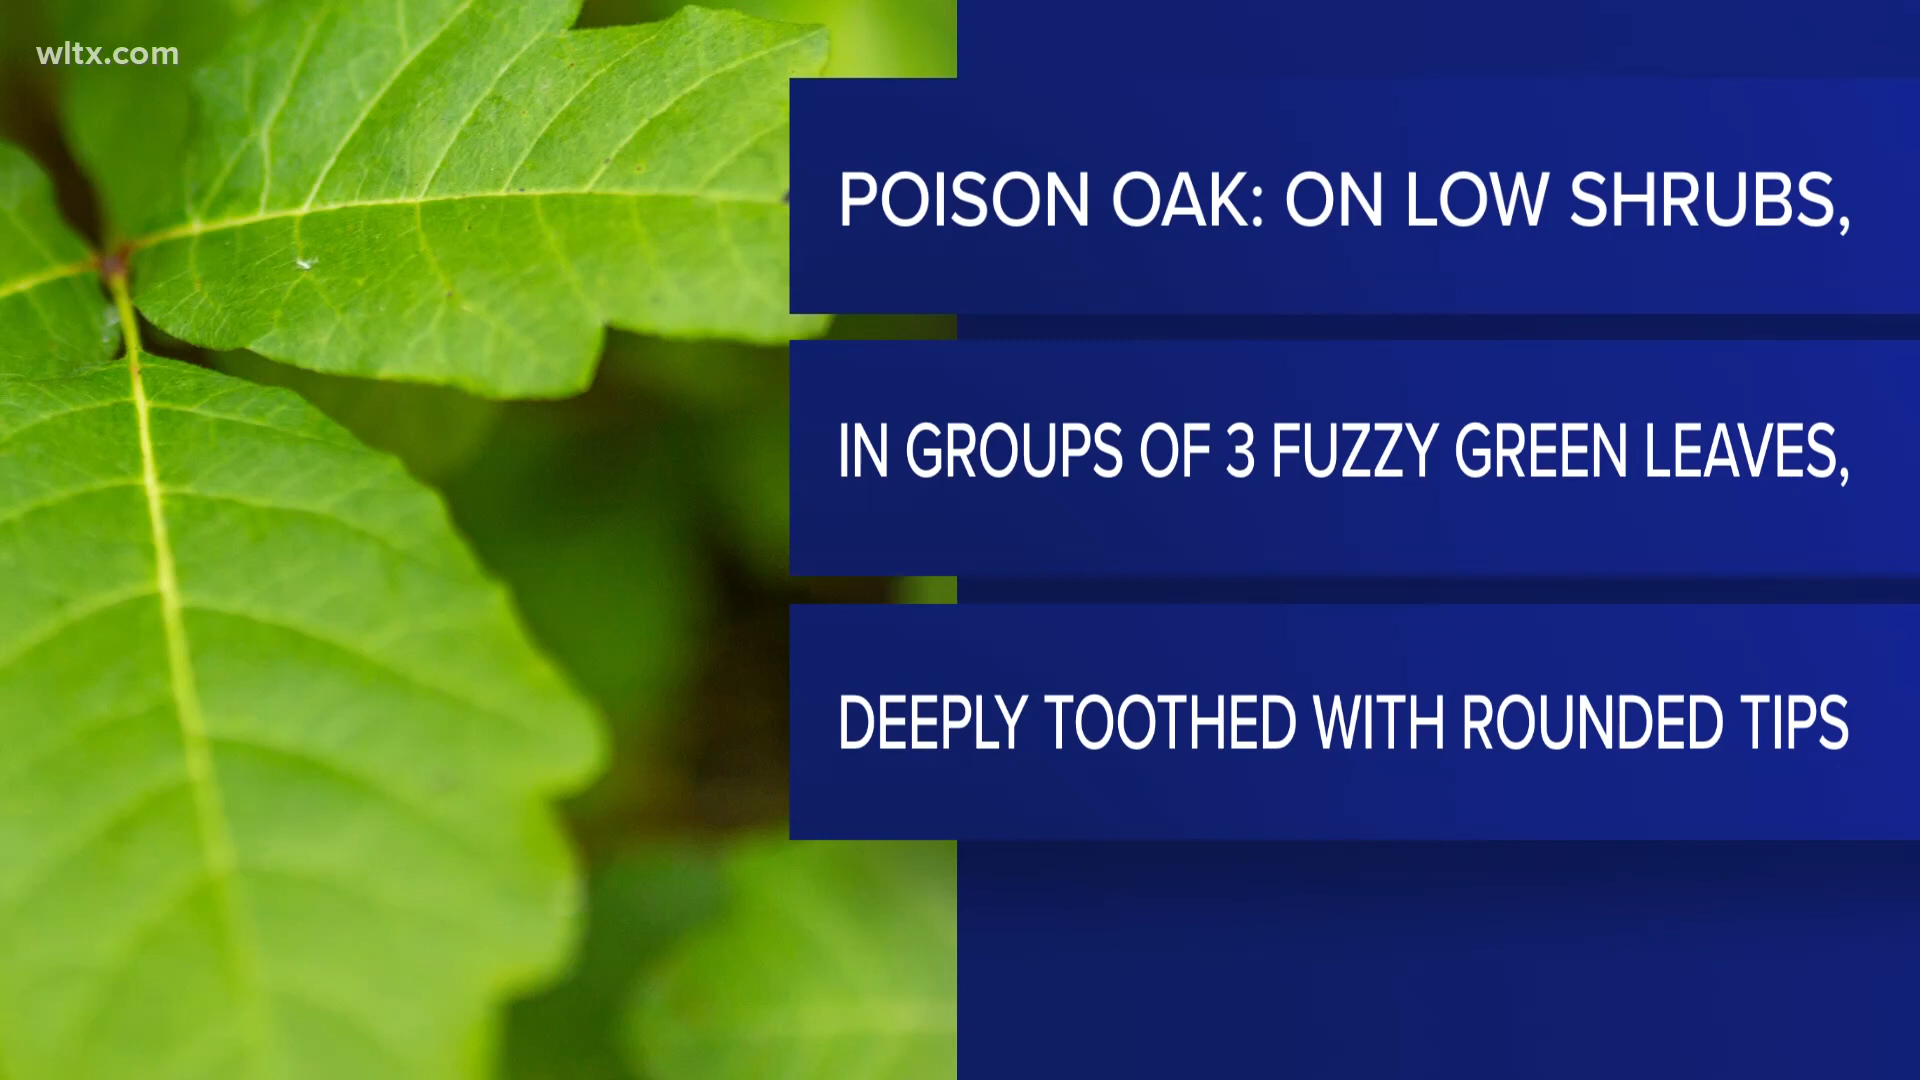 wltx.com
POISON OAK: ON LOW SHRUBS,
IN GROUPS OF 3 FUZZY GREEN LEAVES,
DEEPLY TOOTHED WITH ROUNDED TIPS